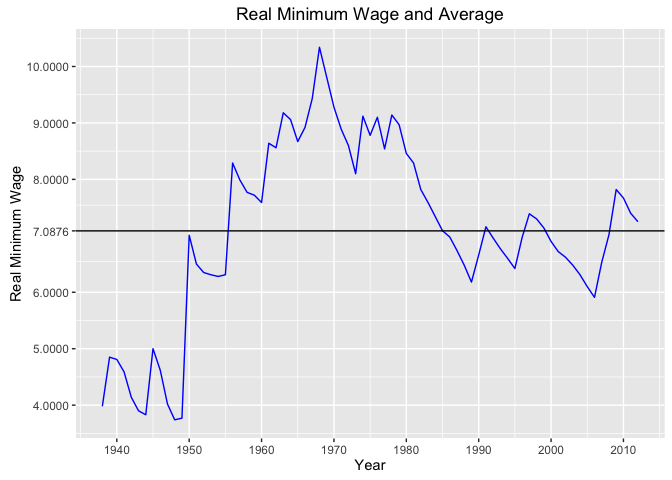 Real Minimum Wage and Average
Real Minimum Wage
10.0000
9.0000
8.0000
7.0876
6.0000
5.0000
4.0000
1940 1950 1960 1970 1980 1990 2000 2010
Year